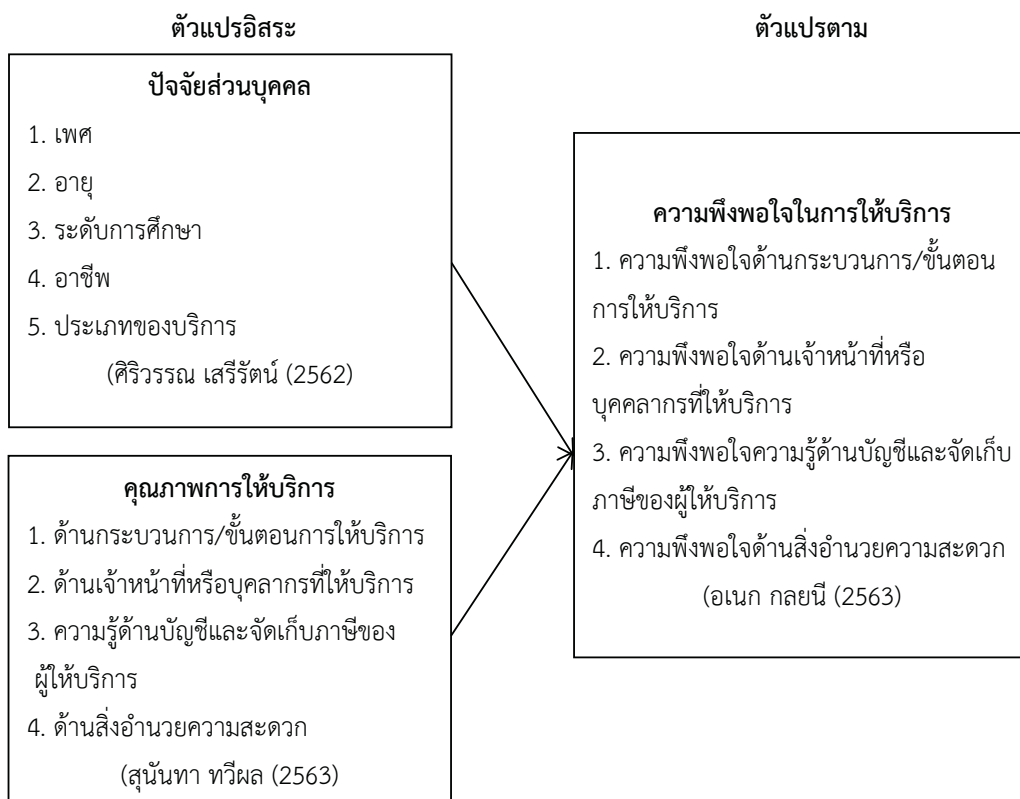 ตัวแปรอิสระ
ปัจจัยส่วนบุคคล
1. เพศ
2. อายุ
3. ระดับการศึกษา
4. อาชีพ
5. ประเภทของบริการ
(ศิริวรรณ เสรีรัตน์ (2562)
คุณภาพการให้บริการ
1. ด้านกระบวนการ/ขั้นตอนการให้บริการ
2. ด้านเจ้าหน้าที่หรือบุคลากรที่ให้บริการ
3. ความรู้ด้านบัญชีและจัดเก็บภาษีของ
ผู้ให้บริการ
4. ด้านสิ่งอำนวยความสะดวก
(สุนันทา ทวีผล (2563)
ตัวแปรตาม
ความพึงพอใจในการให้บริการ
1. ความพึงพอใจด้านกระบวนการ/ขั้นตอน
การให้บริการ
2. ความพึงพอใจด้านเจ้าหน้าที่หรือ
บุคคลากรที่ให้บริการ
3. ความพึงพอใจความรู้ด้านบัญชีและจัดเก็บ
ภาษีของผู้ให้บริการ
4. ความพึงพอใจด้านสิ่งอำนวยความสะดวก
(อเนก กลยนี (2563)